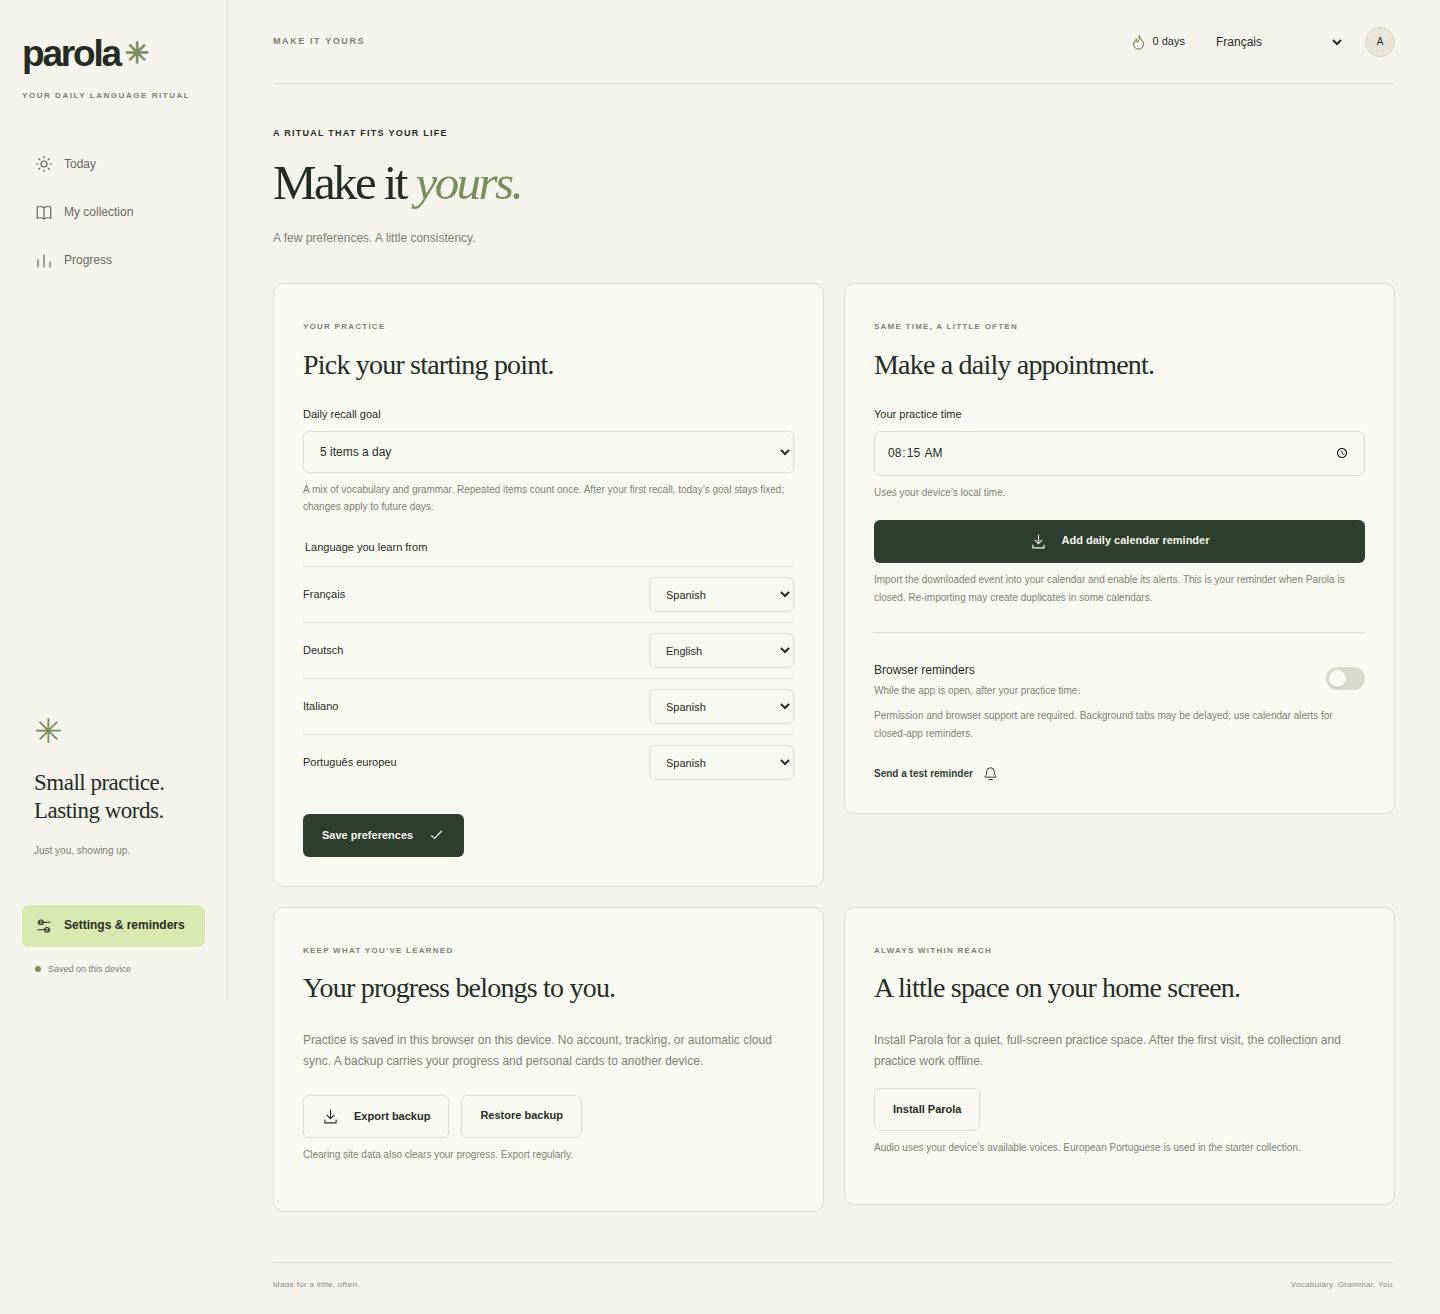 parola
YOUR DAILY LANGUAGE RITUAL
Today
My collection
Progress
Small practice.
Lasting words.
Just you, showing up.
Settings & reminders
Saved on this device
MAKE IT YOURS
0 days
Français
A
A RITUAL THAT FITS YOUR LIFE
Make it yours.
A few preferences. A little consistency.
YOUR PRACTICE
Pick your starting point.
Daily recall goal
5 items a day
A mix of vocabulary and grammar. Repeated items count once. After your first recall, today’s goal stays fixed;
changes apply to future days.
Language you learn from
Français
Spanish
Deutsch
English
Italiano
Spanish
Português europeu
Spanish
Save preferences
SAME TIME, A LITTLE OFTEN
Make a daily appointment.
Your practice time
08:15 AM
Uses your device’s local time.
Add daily calendar reminder
Import the downloaded event into your calendar and enable its alerts. This is your reminder when Parola is
closed. Re-importing may create duplicates in some calendars.
Browser reminders
While the app is open, after your practice time.
Permission and browser support are required. Background tabs may be delayed; use calendar alerts for
closed-app reminders.
Send a test reminder
KEEP WHAT YOU’VE LEARNED
Your progress belongs to you.
Practice is saved in this browser on this device. No account, tracking, or automatic cloud
sync. A backup carries your progress and personal cards to another device.
Export backup
Restore backup
Clearing site data also clears your progress. Export regularly.
ALWAYS WITHIN REACH
A little space on your home screen.
Install Parola for a quiet, full-screen practice space. After the first visit, the collection and
practice work offline.
Install Parola
Audio uses your device’s available voices. European Portuguese is used in the starter collection.
Made for a little, often.
Vocabulary. Grammar. You.